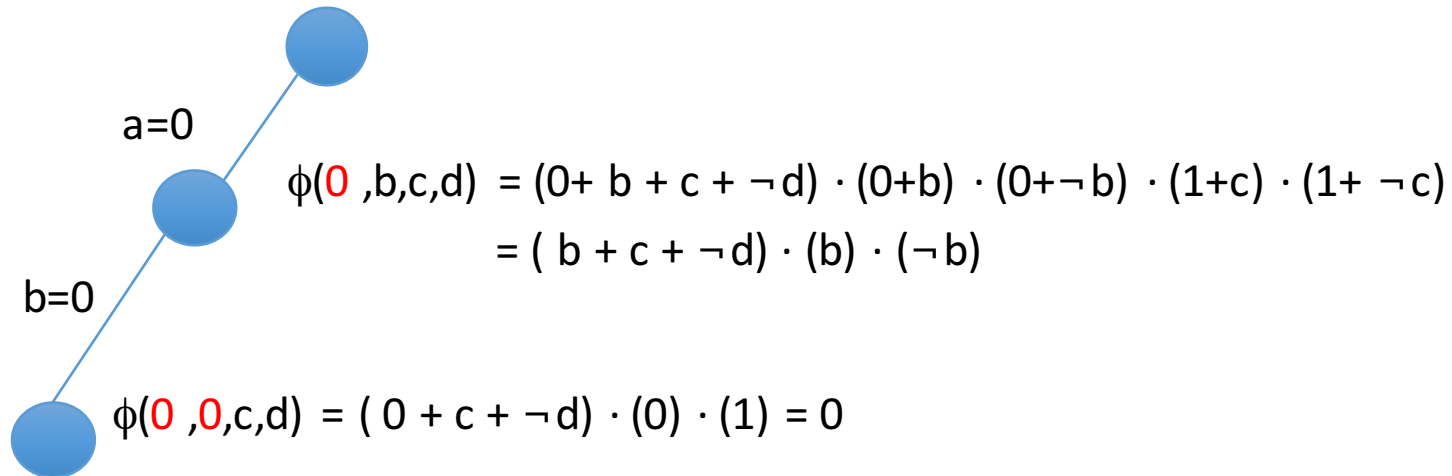 a=0
ϕ(0 ,b,c,d) = (0+ b + c + ¬d) · (0+b) · (0+¬b) · (1+c) · (1+ ¬c)
= ( b + c + ¬d) · (b) · (¬b)
b=0
ϕ(0 ,0,c,d) = ( 0 + c + ¬d) · (0) · (1) = 0